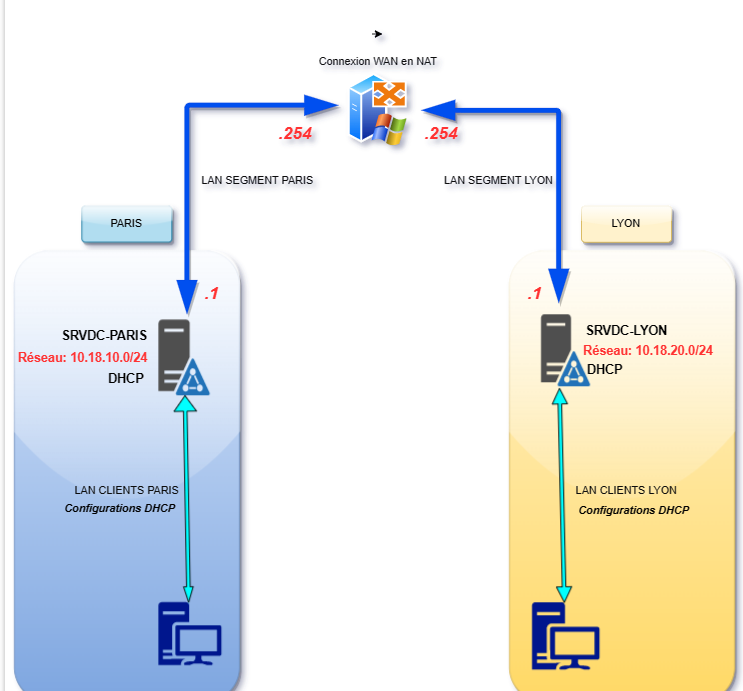 Connexion WAN en NAT
.254
.254
LAN SEGMENT PARIS
LAN SEGMENT LYON
PARIS
LYON
.1
.1
SRVDC-PARIS
Réseau: 10.18.10.0/24
DHCP
SRVDC-LYON
Réseau: 10.18.20.0/24
DHCP
LAN CLIENTS PARIS
Configurations DHCP
LAN CLIENTS LYON
Configurations DHCP